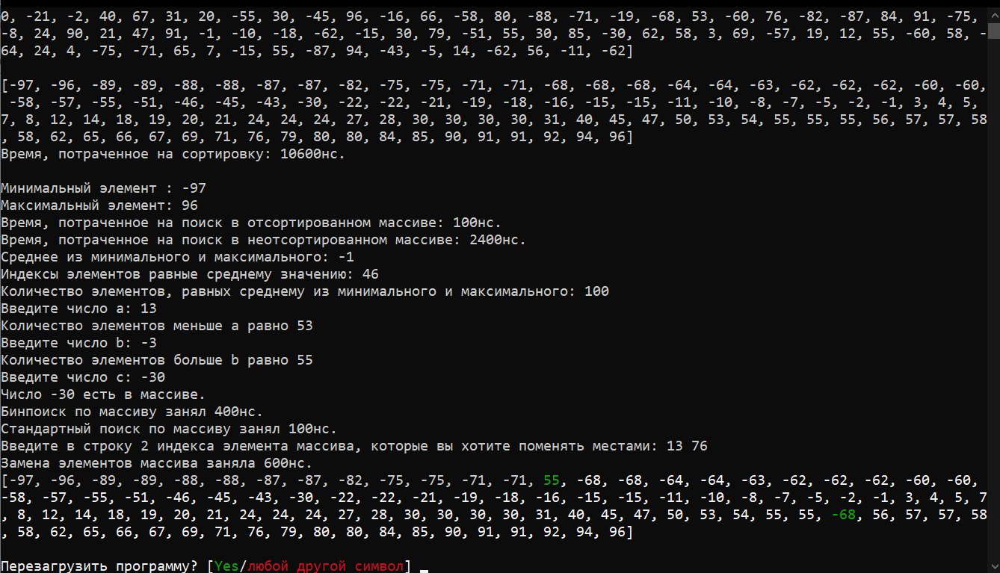 0, -21, -2, 40, 67, 31, 20, -55, 30, -45, 96, -16, 66, -58, 80, -88, -71, -19, -68, 53, -60, 76, -82, -87, 84, 91, -75,
-8, 24, 90, 21, 47, 91, -1, -10, -18, -62, -15, 30, 79, -51, 55, 30, 85, -30, 62, 58, 3, 69, -57, 19, 12, 55, -60, 58, -
64, 24, 4, -75, -71, 65, 7, -15, 55, -87, 94, -43, -5, 14, -62, 56, -11, -62]
[-97, -96, -89, -89, -88, -88, -87, -87, -82, -75, -75, -71, -71, -68, -68, -68, -64, -64, -63, -62, -62, -62, -60, -60,
-58, -57, -55, -51, -46, -45, -43, -30, -22, -22, -21, -19, -18, -16, -15, -15, -11, -10, -8, -7, -5, -2, -1, 3, 4, 5,
7, 8, 12, 14, 18, 19, 20, 21, 24, 24, 24, 27, 28, 30, 30, 30, 30, 31, 40, 45, 47, 50, 53, 54, 55, 55, 55, 56, 57, 57, 58
, 58, 62, 65, 66, 67, 69, 71, 76, 79, 80, 80, 84, 85, 90, 91, 91, 92, 94, 96]
Время, потраченное на сортировку: 10600нс.
Минимальный элемент : -97
Максимальный элемент: 96
Время, потраченное на поиск в отсортированном массиве: 100нс.
Время, потраченное на поиск в неотсортированном массиве: 2400нс.
Среднее из минимального и максимального: -1
Индексы элементов равные среднему значению: 46
Количество элементов, равных среднему из минимального и максимального: 100
Введите число a: 13
Количество элементов меньше a равно 53
Введите число b: -3
Количество элементов больше b равно 55
Введите число c: -30
Число -30 есть в массиве.
Бинпоиск по массиву занял 400нс.
Стандартный поиск по массиву занял 100нс.
Введите в строку 2 индекса элемента массива, которые вы хотите поменять местами: 13 76
Замена элементов массива заняла 600нс.
[-97, -96, -89, -89, -88, -88, -87, -87, -82, -75, -75, -71, -71, 55, -68, -68, -64, -64, -63, -62, -62, -62, -60, -60,
-58, -57, -55, -51, -46, -45, -43, -30, -22, -22, -21, -19, -18, -16, -15, -15, -11, -10, -8, -7, -5, -2, -1, 3, 4, 5, 7
, 8, 12, 14, 18, 19, 20, 21, 24, 24, 24, 27, 28, 30, 30, 30, 30, 31, 40, 45, 47, 50, 53, 54, 55, 55, -68, 56, 57, 57, 58
, 58, 62, 65, 66, 67, 69, 71, 76, 79, 80, 80, 84, 85, 90, 91, 91, 92, 94, 96]
Перезагрузить программу? [Yes/любой другой символ]